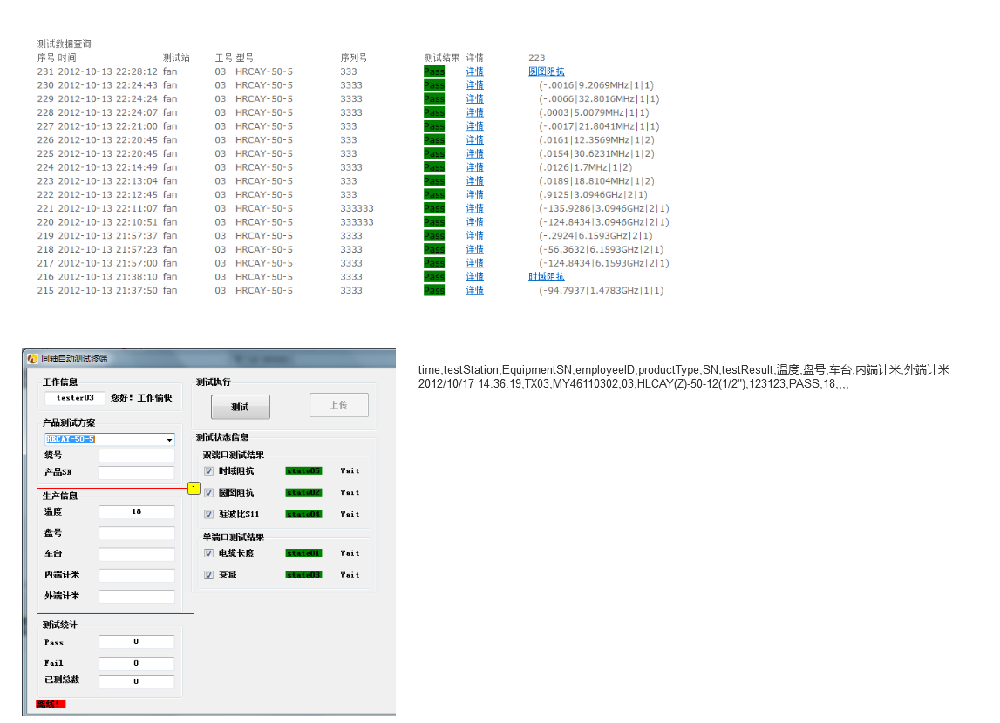 测试数据查询
序号 时间 测试站 工号 型号 序列号 测试结果 详情 223
231 2012-10-13 22:28:12 fan 03 HRCAY-50-5 333 Pass 详情 圆图阻抗
230 2012-10-13 22:24:43 fan 03 HRCAY-50-5 3333 Pass 详情 (-.0016|9.2069MHz|1|1)
229 2012-10-13 22:24:24 fan 03 HRCAY-50-5 3333 Pass 详情 (-.0066|32.8016MHz|1|1)
228 2012-10-13 22:24:07 fan 03 HRCAY-50-5 3333 Pass 详情 (.0003|5.0079MHz|1|1)
227 2012-10-13 22:21:00 fan 03 HRCAY-50-5 333 Pass 详情 (-.0017|21.8041MHz|1|1)
226 2012-10-13 22:20:45 fan 03 HRCAY-50-5 333 Pass 详情 (.0161|12.3569MHz|1|2)
225 2012-10-13 22:20:45 fan 03 HRCAY-50-5 333 Pass 详情 (.0154|30.6231MHz|1|2)
224 2012-10-13 22:14:49 fan 03 HRCAY-50-5 3333 Pass 详情 (.0126|1.7MHz|1|2)
223 2012-10-13 22:13:04 fan 03 HRCAY-50-5 333 Pass 详情 (.0189|18.8104MHz|1|2)
222 2012-10-13 22:12:45 fan 03 HRCAY-50-5 333 Pass 详情 (.9125|3.0946GHz|2|1)
221 2012-10-13 22:11:07 fan 03 HRCAY-50-5 333333 Pass 详情 (-135.9286|3.0946GHz|2|1)
220 2012-10-13 22:10:51 fan 03 HRCAY-50-5 333333 Pass 详情 (-124.8434|3.0946GHz|2|1)
219 2012-10-13 21:57:37 fan 03 HRCAY-50-5 3333 Pass 详情 (-.2924|6.1593GHz|2|1)
218 2012-10-13 21:57:23 fan 03 HRCAY-50-5 3333 Pass 详情 (-56.3632|6.1593GHz|2|1)
217 2012-10-13 21:57:00 fan 03 HRCAY-50-5 3333 Pass 详情 (-124.8434|6.1593GHz|2|1)
216 2012-10-13 21:38:10 fan 03 HRCAY-50-5 3333 Pass 详情 时域阻抗
215 2012-10-13 21:37:50 fan 03 HRCAY-50-5 3333 Pass 详情 (-94.7937|1.4783GHz|1|1)
同轴自动测试终端
工作信息
tester03 您好! 工作愉快
产品测试方案
HRCAY-50-5
缆号
产品SN
生产信息
温度 18
盘号
车台
内端计米
外端计米
测试统计
Pass 0
Fail 0
已测总数 0
离线!
测试执行
测试 上传
测试状态信息
双端口测试结果
时域阻抗 state05 Wait
1
圆图阻抗 state02 Wait
驻波比S11 state04 Wait
单端口测试结果
电缆长度 state01 Wait
衰减 state03 Wait
time,testStation,EquipmentSN,employeeID,productType,SN,testResult,温度,盘号,车台,内端计米,外端计米
2012/10/17 14:36:19,TX03,MY46110302,03,HLCAY(Z)-50-12(1/2"),123123,PASS,18,,,,